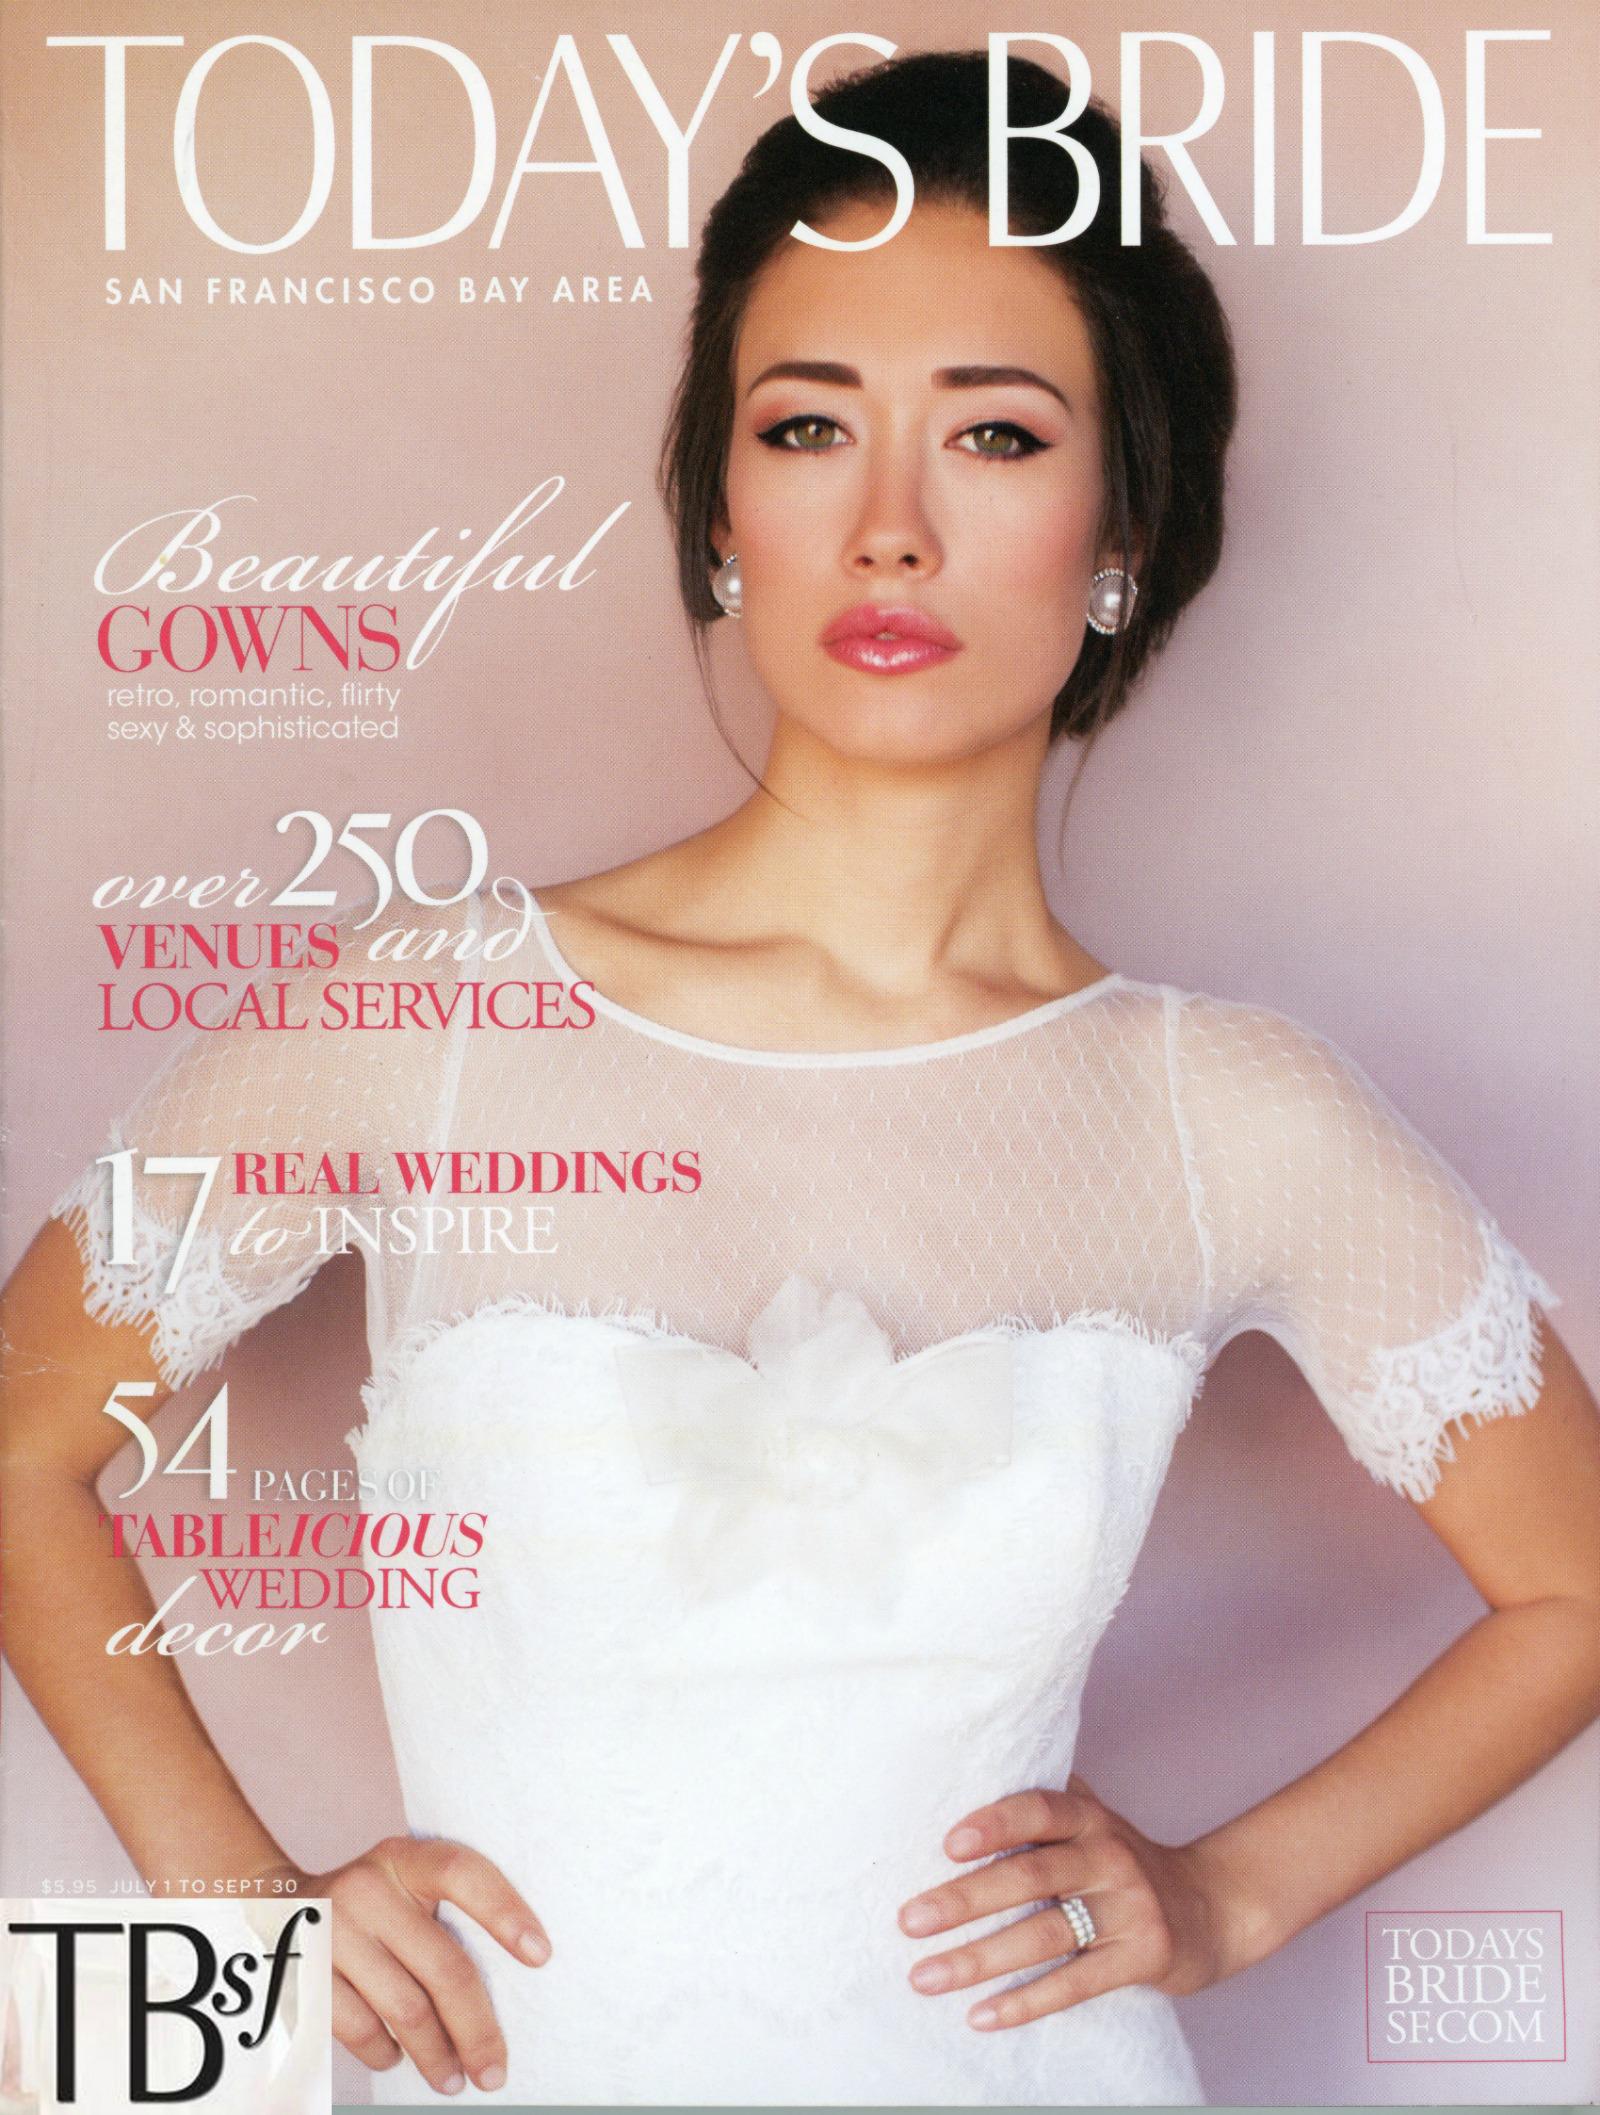 TODAY'S BRIDE
SAN FRANCISCO BAY AREA
Beautiful
GOWNS
retro, romantic, flirty
sexy & sophisticated
over 250
VENUES and
LOCAL SERVICES
17 REAL WEDDINGS
to INSPIRE
54 PAGES OF
TABLEICIOUS
WEDDING
decor
$5.95 JULY 1 TO SEPT 30
TBsf
TODAYS
BRIDE
SF.COM